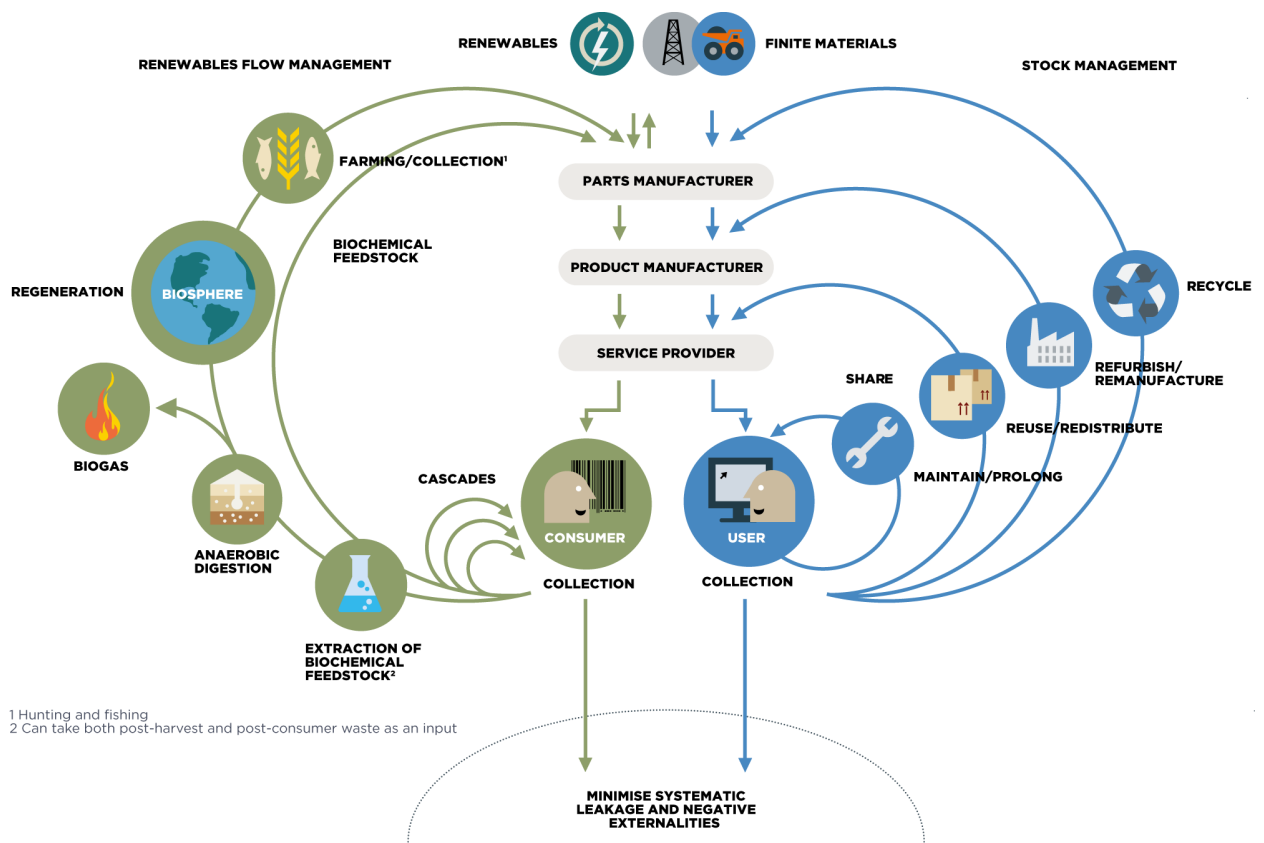 RENEWABLES
FINITE MATERIALS
RENEWABLES FLOW MANAGEMENT
STOCK MANAGEMENT
FARMING/COLLECTION¹
PARTS MANUFACTURER
BIOCHEMICAL
FEEDSTOCK
PRODUCT MANUFACTURER
REGENERATION
BIOSPHERE
RECYCLE
SERVICE PROVIDER
SHARE
REFURBISH/
REMANUFACTURE
REUSE/REDISTRIBUTE
BIOGAS
CASCADES
MAINTAIN/PROLONG
CONSUMER
USER
ANAEROBIC
DIGESTION
COLLECTION
COLLECTION
EXTRACTION OF
BIOCHEMICAL
FEEDSTOCK²
1 Hunting and fishing
2 Can take both post-harvest and post-consumer waste as an input
MINIMISE SYSTEMATIC
LEAKAGE AND NEGATIVE
EXTERNALITIES